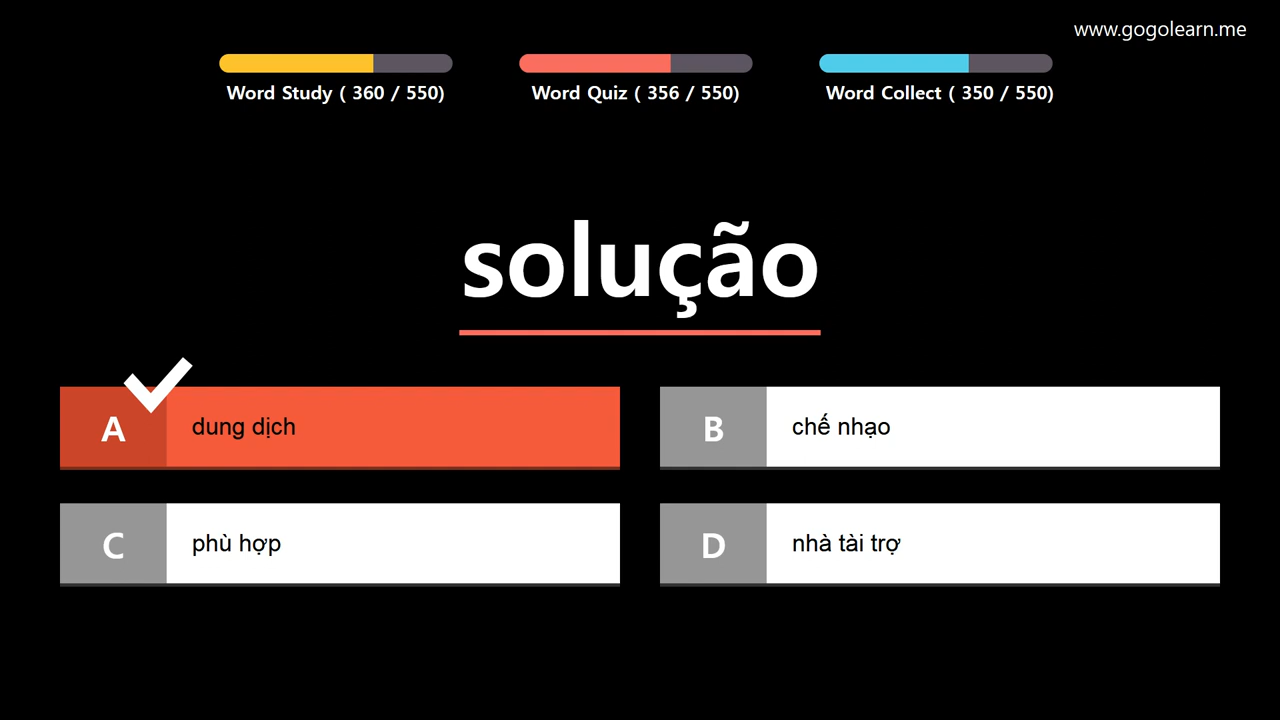 www.gogolearn.me
Word Study ( 360 / 550)
Word Quiz ( 356 / 550)
Word Collect ( 350 / 550)
solução
A dung dịch
B chế nhạo
C phù hợp
D nhà tài trợ